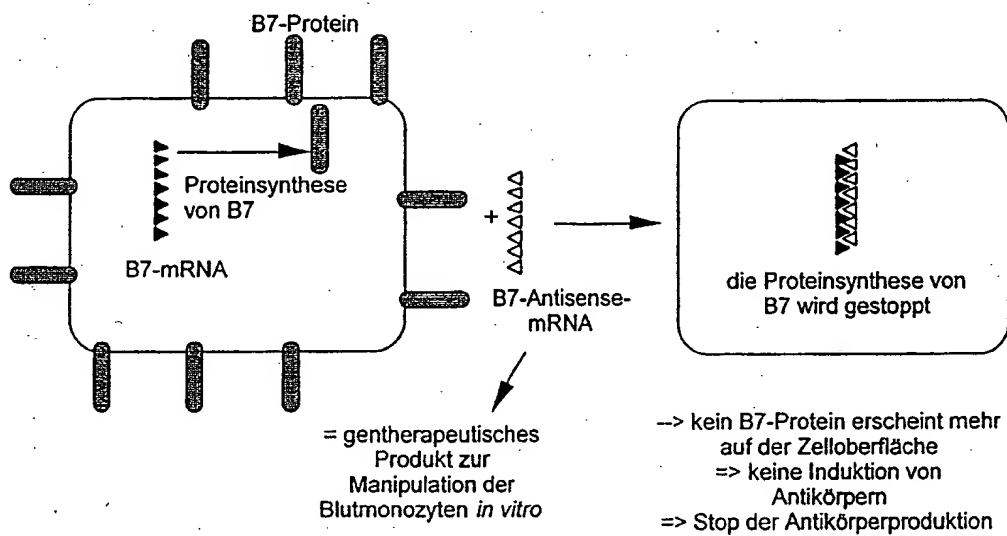 B7-Protein
Proteinsynthese
von B7
B7-mRNA
+
B7-Antisense-
mRNA
= gentherapeutisches
Produkt zur
Manipulation der
Blutmonozyten in vitro
die Proteinsynthese von
B7 wird gestoppt
--> kein B7-Protein erscheint mehr
auf der Zelloberfläche
=> keine Induktion von
Antikörpern
=> Stop der Antikörperproduktion